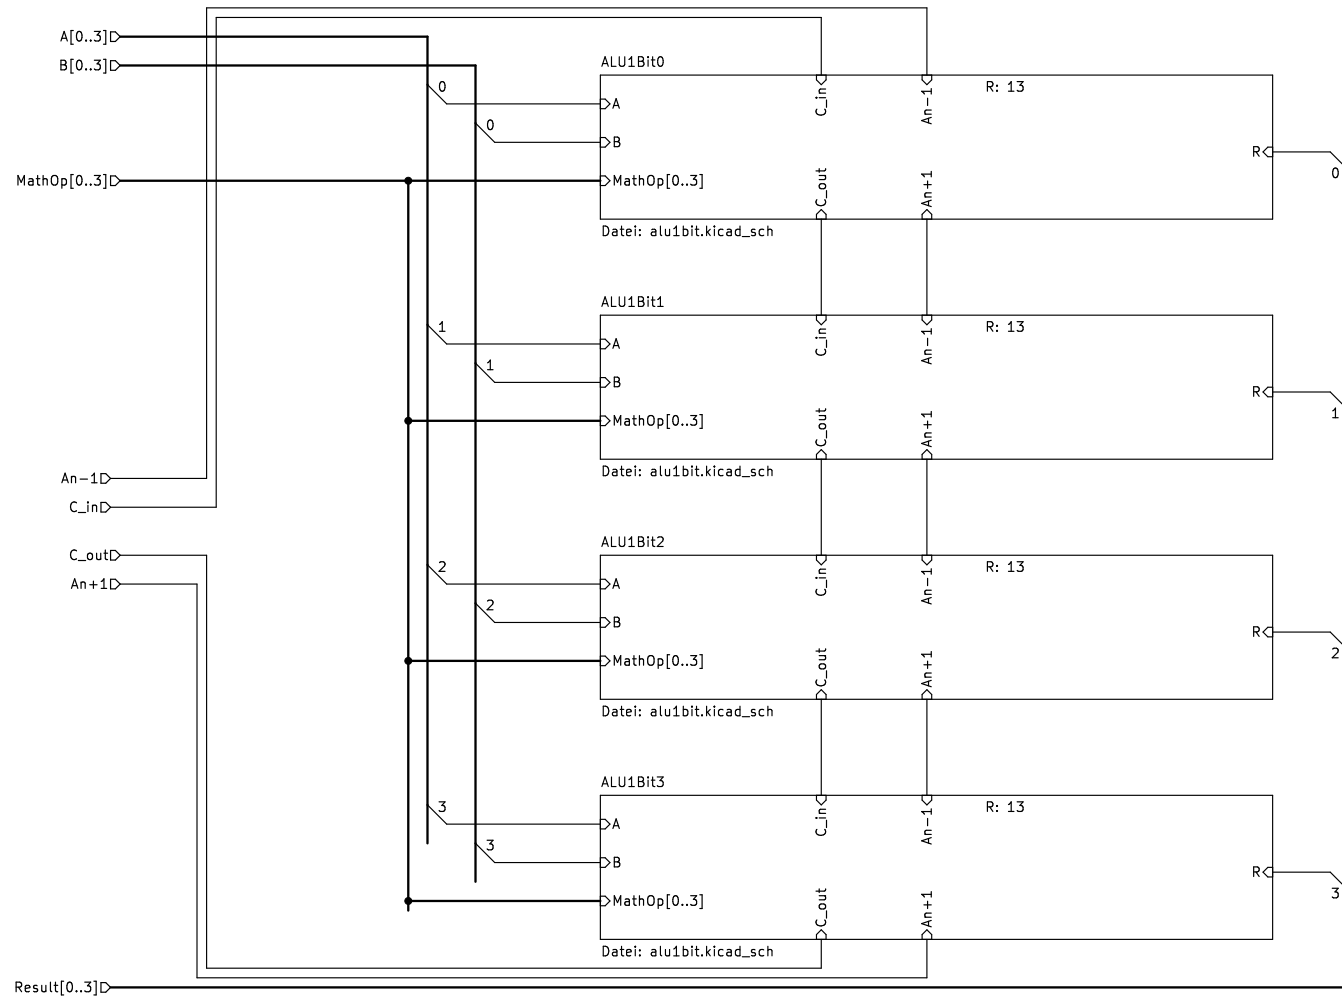 A[0..3]
B[0..3]
MathOp[0..3]
An-1
C_in
C_out
An+1
Result[0..3]
0
0
1
1
2
2
3
3
ALU1Bit0
R: 13
A
B
MathOp[0..3]
C_in
An-1
C_out
An+1
R
0
Datei: alu1bit.kicad_sch
ALU1Bit1
R: 13
A
B
MathOp[0..3]
C_in
An-1
C_out
An+1
R
1
Datei: alu1bit.kicad_sch
ALU1Bit2
R: 13
A
B
MathOp[0..3]
C_in
An-1
C_out
An+1
R
2
Datei: alu1bit.kicad_sch
ALU1Bit3
R: 13
A
B
MathOp[0..3]
C_in
An-1
C_out
An+1
R
3
Datei: alu1bit.kicad_sch